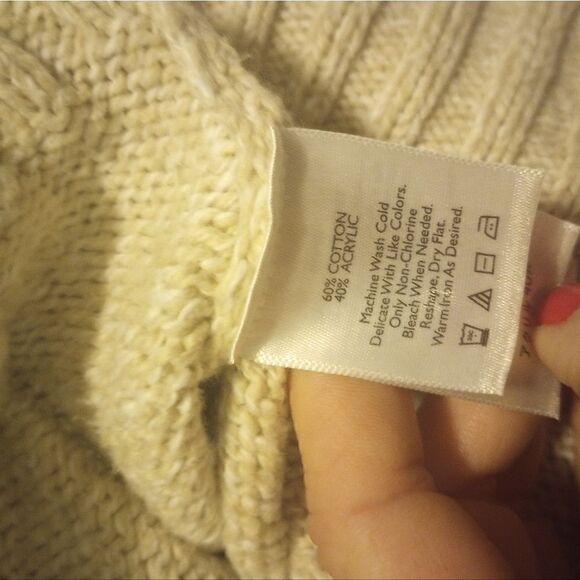 60% COTTON
40% ACRYLIC
Machine Wash Cold
Delicate With Like Colors.
Only Non-Chlorine
Bleach When Needed.
Reshape, Dry Flat.
Warm Iron As Desired.